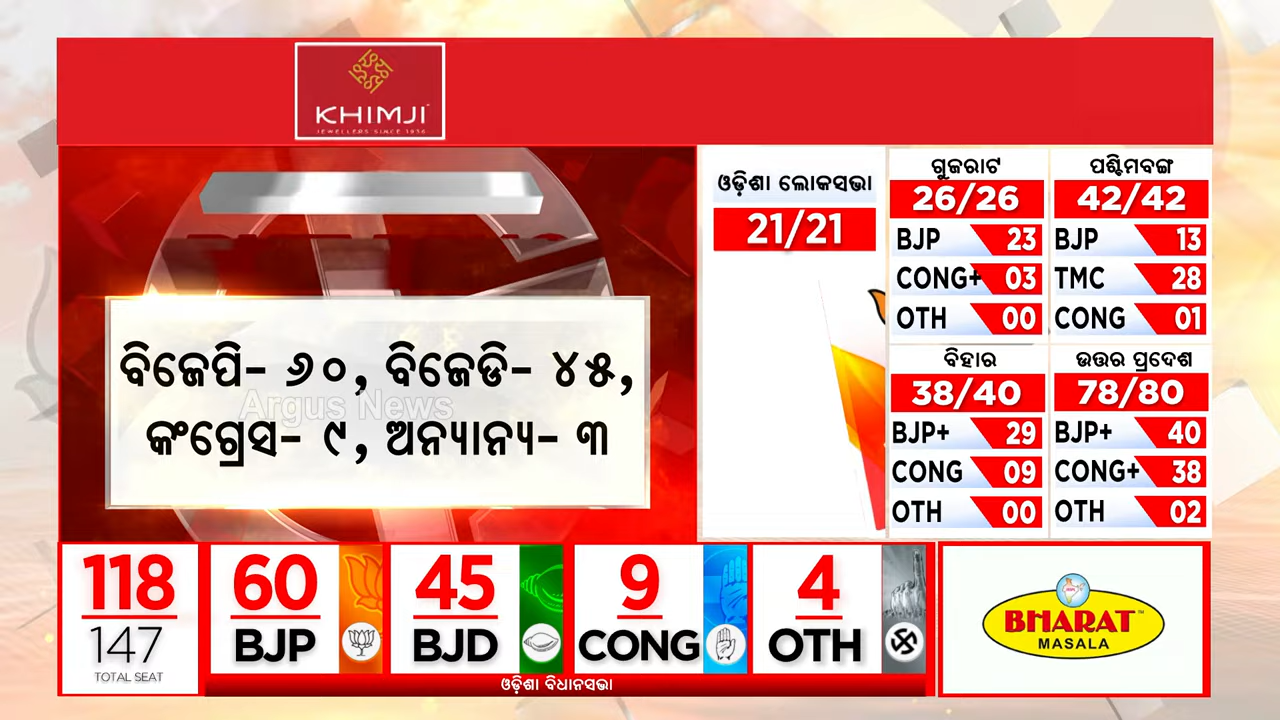 KHIMJI
JEWELLERS SINCE 1936
ବିଜେପି- ୬୦, ବିଜେଡି- ୪୫,
କଂଗ୍ରେସ- ୯, ଅନ୍ୟାନ୍ୟ- ୩
Argus News
ଓଡ଼ିଶା ଲୋକସଭା
21/21
ଗୁଜରାଟ
26/26
BJP 23
CONG+ 03
OTH 00
ପଶ୍ଚିମବଙ୍ଗ
42/42
BJP 13
TMC 28
CONG 01
ବିହାର
38/40
BJP+ 29
CONG 09
OTH 00
ଉତ୍ତର ପ୍ରଦେଶ
78/80
BJP+ 40
CONG+ 38
OTH 02
118
147
TOTAL SEAT
60
BJP
45
BJD
9
CONG
4
OTH
ଓଡ଼ିଶା ବିଧାନସଭା
BHARAT
MASALA